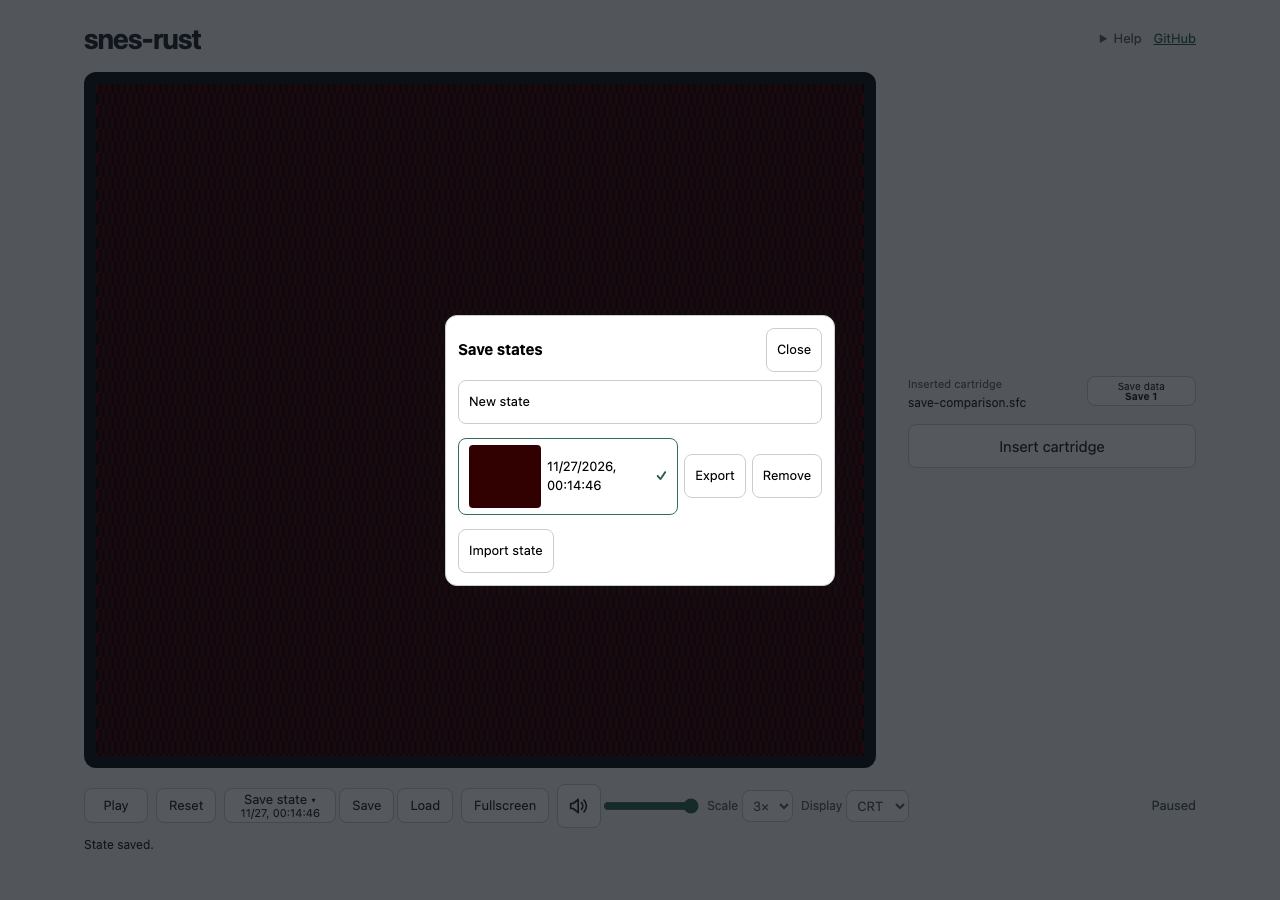 snes-rust
▶ Help GitHub
Save states
Close
New state
11/27/2026,
00:14:46
✓
Export
Remove
Import state
Inserted cartridge
save-comparison.sfc
Save data
Save 1
Insert cartridge
Play
Reset
Save state ▾
11/27, 00:14:46
Save
Load
Fullscreen
Scale
3×
Display
CRT
Paused
State saved.